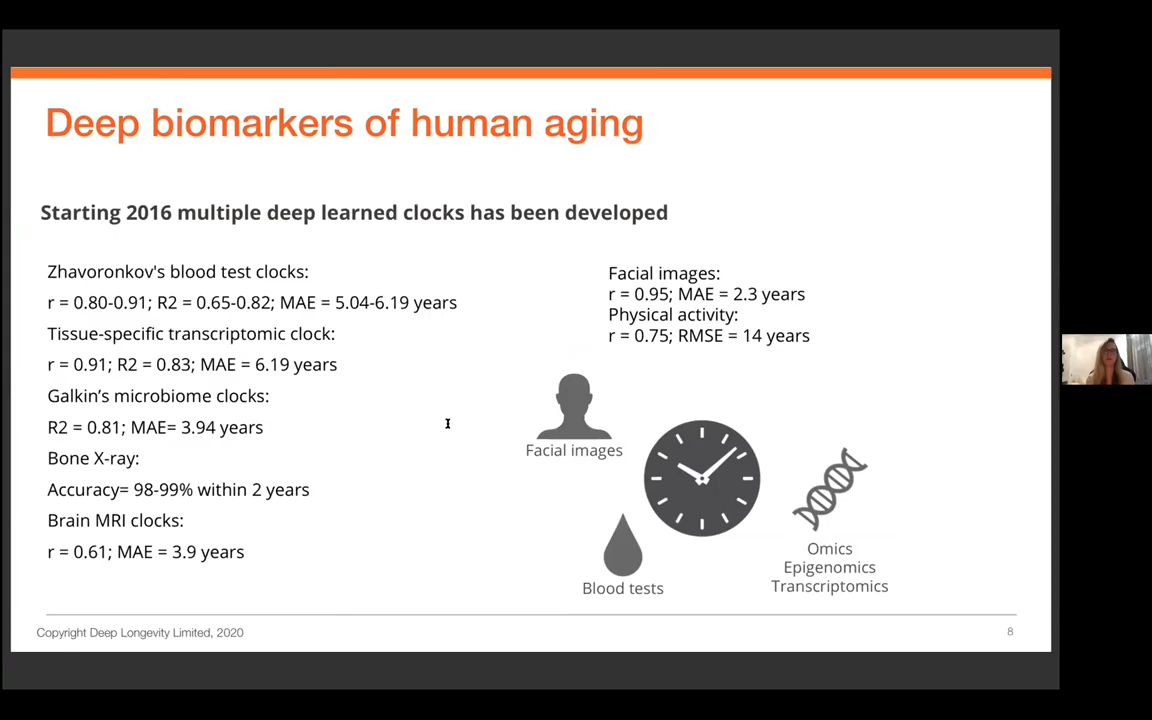 Deep biomarkers of human aging
Starting 2016 multiple deep learned clocks has been developed
Zhavoronkov's blood test clocks:
r = 0.80-0.91; R2 = 0.65-0.82; MAE = 5.04-6.19 years
Tissue-specific transcriptomic clock:
r = 0.91; R2 = 0.83; MAE = 6.19 years
Galkin’s microbiome clocks:
R2 = 0.81; MAE= 3.94 years
Bone X-ray:
Accuracy= 98-99% within 2 years
Brain MRI clocks:
r = 0.61; MAE = 3.9 years
Facial images:
r = 0.95; MAE = 2.3 years
Physical activity:
r = 0.75; RMSE = 14 years
Facial images
Blood tests
Omics
Epigenomics
Transcriptomics
Copyright Deep Longevity Limited, 2020
8